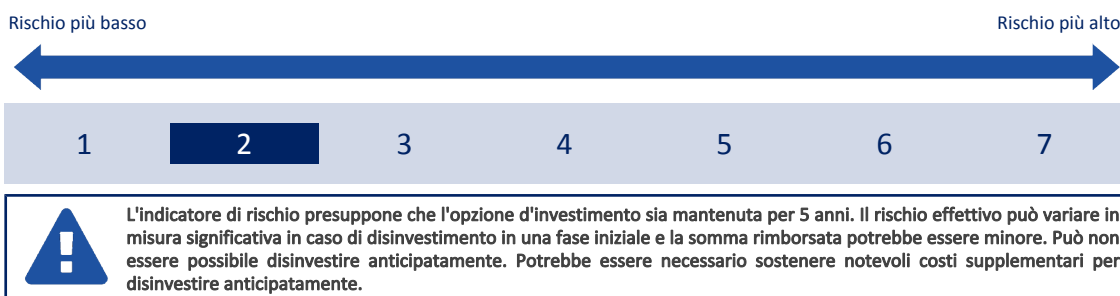 Rischio più basso Rischio più alto
1 2 3 4 5 6 7
L'indicatore di rischio presuppone che l'opzione d'investimento sia mantenuta per 5 anni. Il rischio effettivo può variare in
misura significativa in caso di disinvestimento in una fase iniziale e la somma rimborsata potrebbe essere minore. Può non
essere possibile disinvestire anticipatamente. Potrebbe essere necessario sostenere notevoli costi supplementari per
disinvestire anticipatamente.